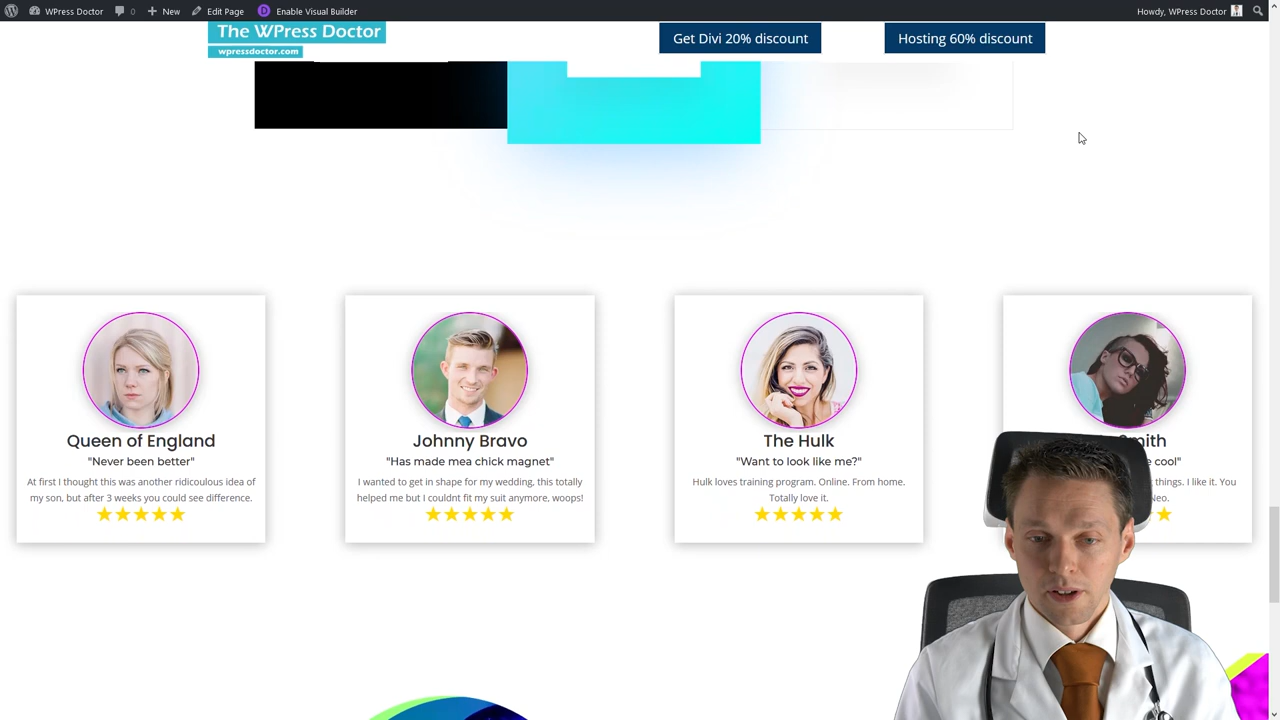 WPress Doctor
0
New
Edit Page
D
Enable Visual Builder
Howdy, WPress Doctor
The WPress Doctor
wpressdoctor.com
Get Divi 20% discount
Hosting 60% discount
Queen of England
"Never been better"
At first I thought this was another ridiculous idea of
my son, but after 3 weeks you could see difference.
Johnny Bravo
"Has made mea chick magnet"
I wanted to get in shape for my wedding, this totally
helped me but I couldnt fit my suit anymore, woops!
The Hulk
"Want to look like me?"
Hulk loves training program. Online. From home.
Totally love it.
cool"
things. I like it. You
Neo.